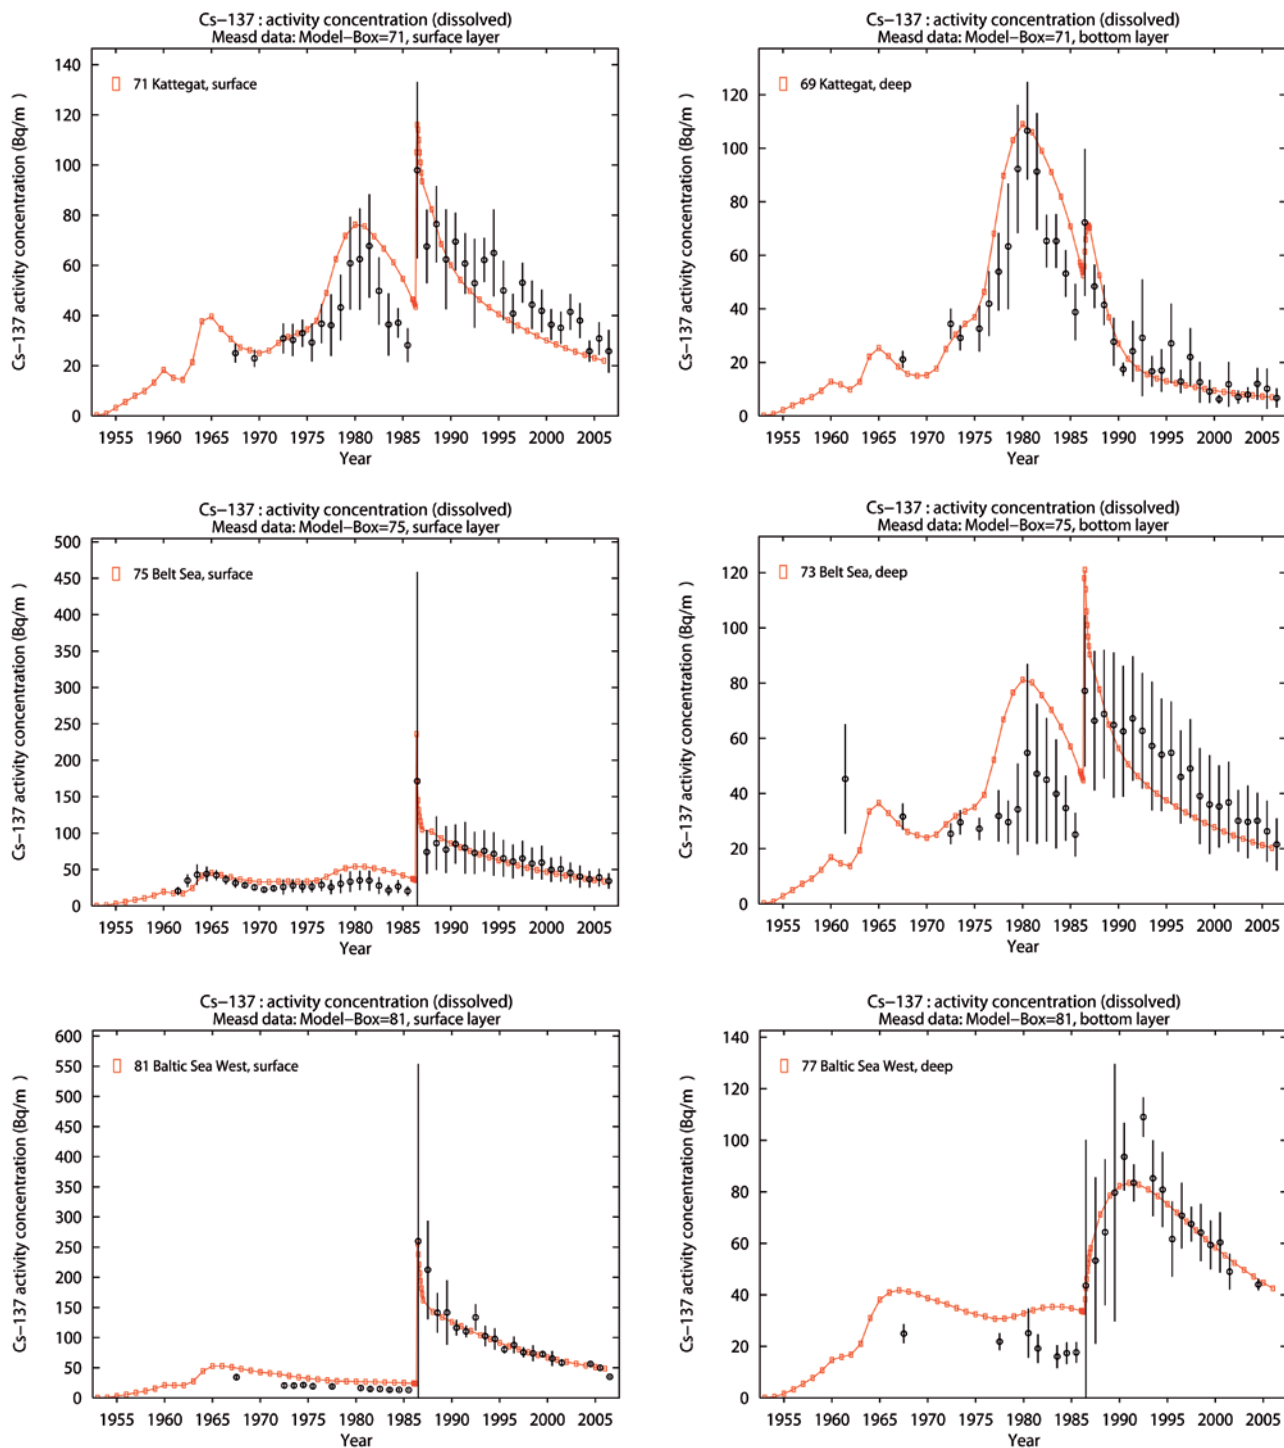 Cs−137 : activity concentration (dissolved)
Measd data: Model−Box=71, surface layer
Cs−137 activity concentration (Bq/m )
140
120
100
80
60
40
20
0
71 Kattegat, surface
1955 1960 1965 1970 1975 1980 1985 1990 1995 2000 2005
Year
Cs−137 : activity concentration (dissolved)
Measd data: Model−Box=71, bottom layer
Cs−137 activity concentration (Bq/m )
120
100
80
60
40
20
0
69 Kattegat, deep
1955 1960 1965 1970 1975 1980 1985 1990 1995 2000 2005
Year
Cs−137 : activity concentration (dissolved)
Measd data: Model−Box=75, surface layer
Cs−137 activity concentration (Bq/m )
500
450
400
350
300
250
200
150
100
50
0
75 Belt Sea, surface
1955 1960 1965 1970 1975 1980 1985 1990 1995 2000 2005
Year
Cs−137 : activity concentration (dissolved)
Measd data: Model−Box=75, bottom layer
Cs−137 activity concentration (Bq/m )
120
100
80
60
40
20
0
73 Belt Sea, deep
1955 1960 1965 1970 1975 1980 1985 1990 1995 2000 2005
Year
Cs−137 : activity concentration (dissolved)
Measd data: Model−Box=81, surface layer
Cs−137 activity concentration (Bq/m )
600
550
500
450
400
350
300
250
200
150
100
50
0
81 Baltic Sea West, surface
1955 1960 1965 1970 1975 1980 1985 1990 1995 2000 2005
Year
Cs−137 : activity concentration (dissolved)
Measd data: Model−Box=81, bottom layer
Cs−137 activity concentration (Bq/m )
140
120
100
80
60
40
20
0
77 Baltic Sea West, deep
1955 1960 1965 1970 1975 1980 1985 1990 1995 2000 2005
Year